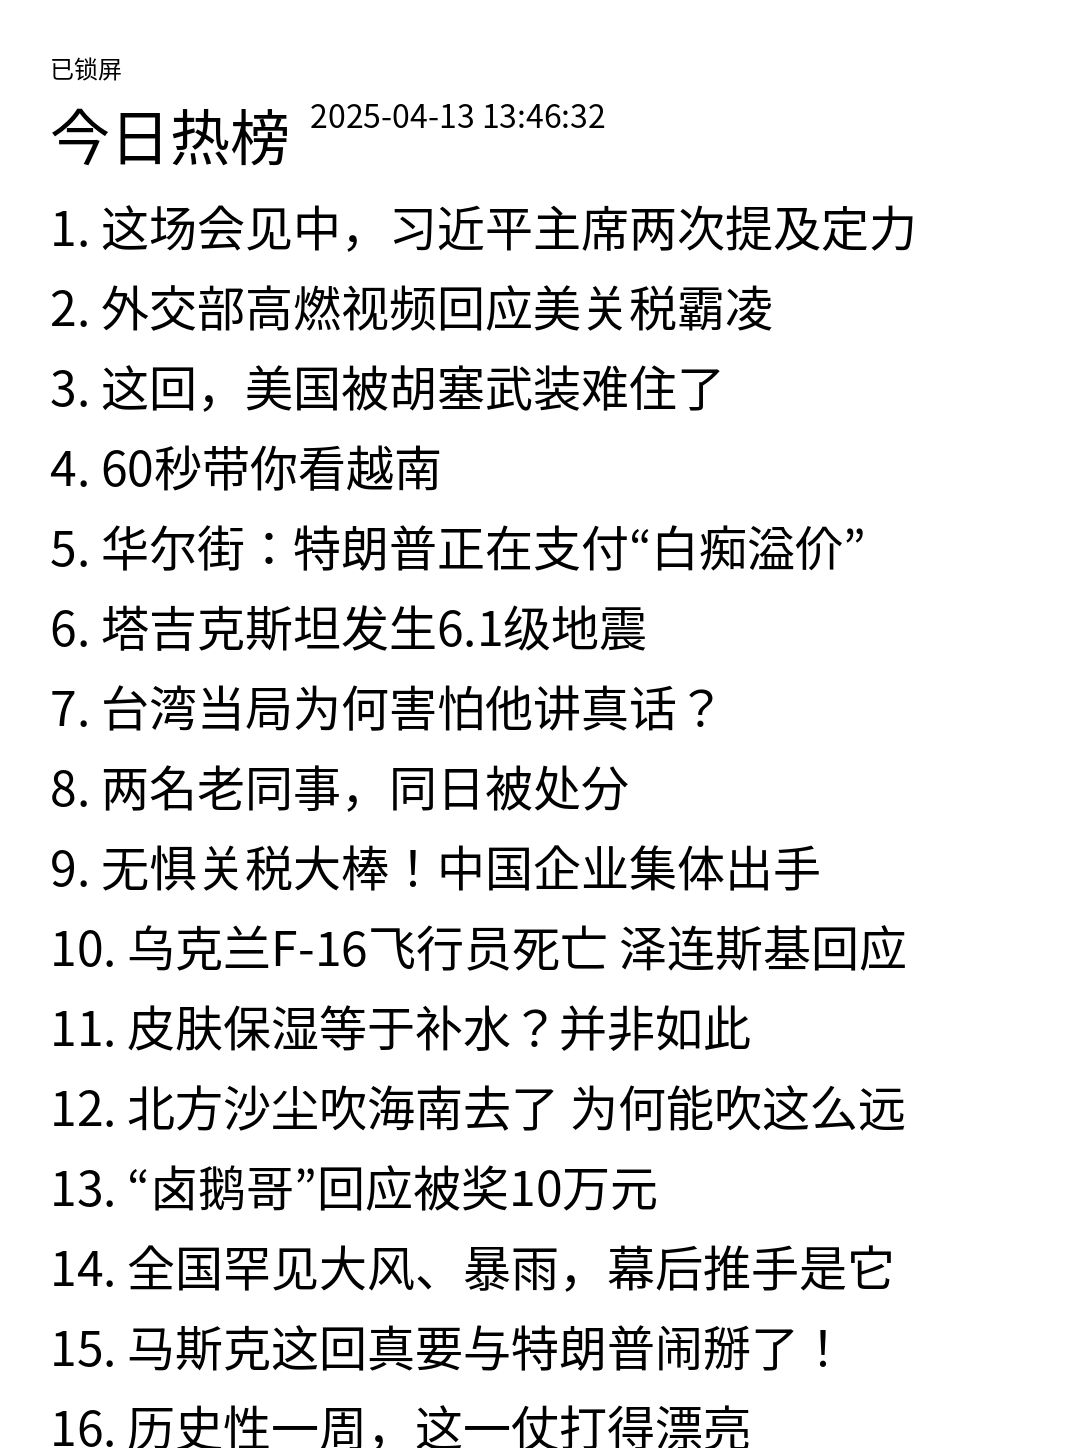 已锁屏
今日热榜 2025-04-13 13:46:32
1. 这场会见中，习近平主席两次提及定力
2. 外交部高燃视频回应美关税霸凌
3. 这回，美国被胡塞武装难住了
4. 60秒带你看越南
5. 华尔街：特朗普正在支付“白痴溢价”
6. 塔吉克斯坦发生6.1级地震
7. 台湾当局为何害怕他讲真话？
8. 两名老同事，同日被处分
9. 无惧关税大棒！中国企业集体出手
10. 乌克兰F-16飞行员死亡 泽连斯基回应
11. 皮肤保湿等于补水？并非如此
12. 北方沙尘吹海南去了 为何能吹这么远
13. “卤鹅哥”回应被奖10万元
14. 全国罕见大风、暴雨，幕后推手是它
15. 马斯克这回真要与特朗普闹掰了！
16. 历史性一周，这一仗打得漂亮